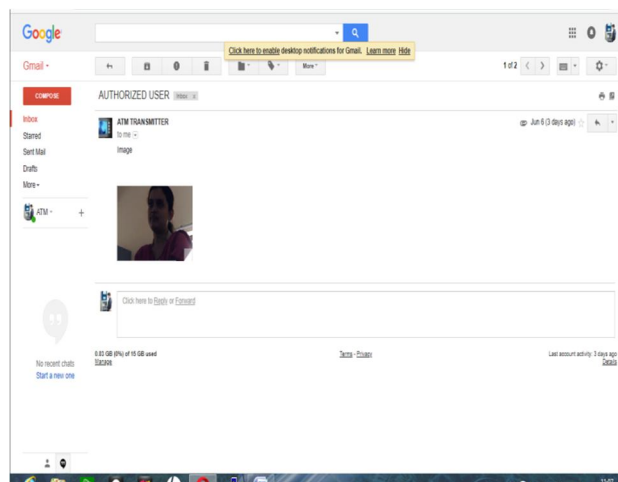 Google
Click here to enable desktop notifications for Gmail. Learn more Hide
Gmail
More
1 of 2
COMPOSE
AUTHORIZED USER Inbox x
Inbox
Starred
Sent Mail
Drafts
More
ATM TRANSMITTER
to me
Jun 6 (3 days ago)
Image
ATM
+
Click here to Reply or Forward
0.03 GB (0%) of 15 GB used
Manage
Terms - Privacy
Last account activity: 3 days ago
Details
No recent chats
Start a new one